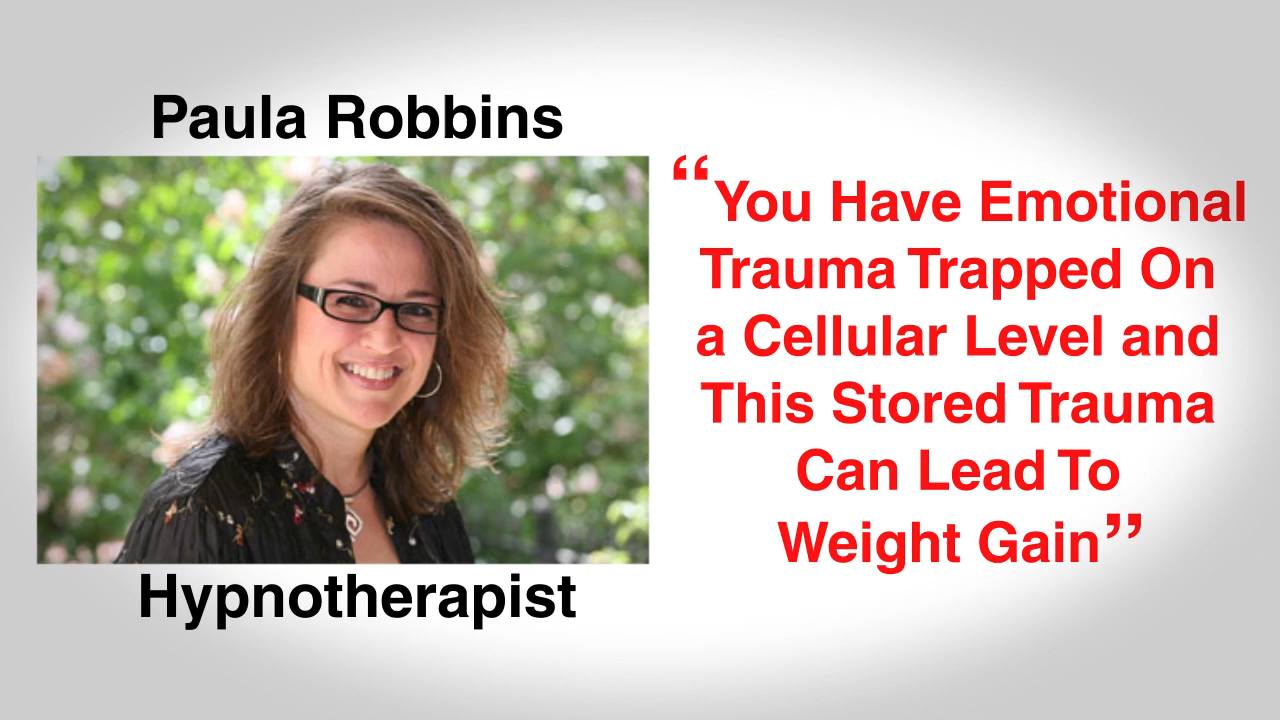 Paula Robbins
“You Have Emotional
Trauma Trapped On
a Cellular Level and
This Stored Trauma
Can Lead To
Weight Gain”
Hypnotherapist